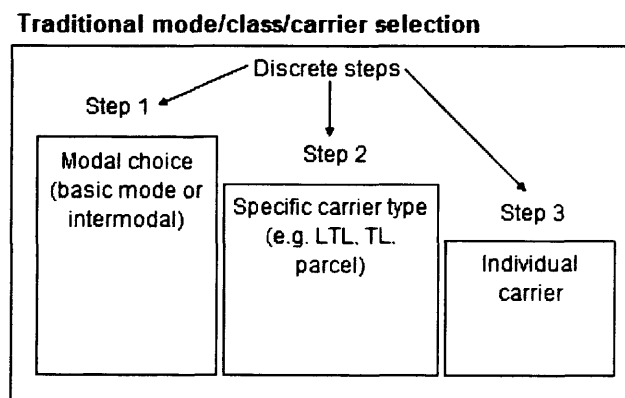 Traditional mode/class/carrier selection
Discrete steps
Step 1
Modal choice
(basic mode or
intermodal)
Step 2
Specific carrier type
(e.g. LTL, TL.
parcel)
Step 3
Individual
carrier